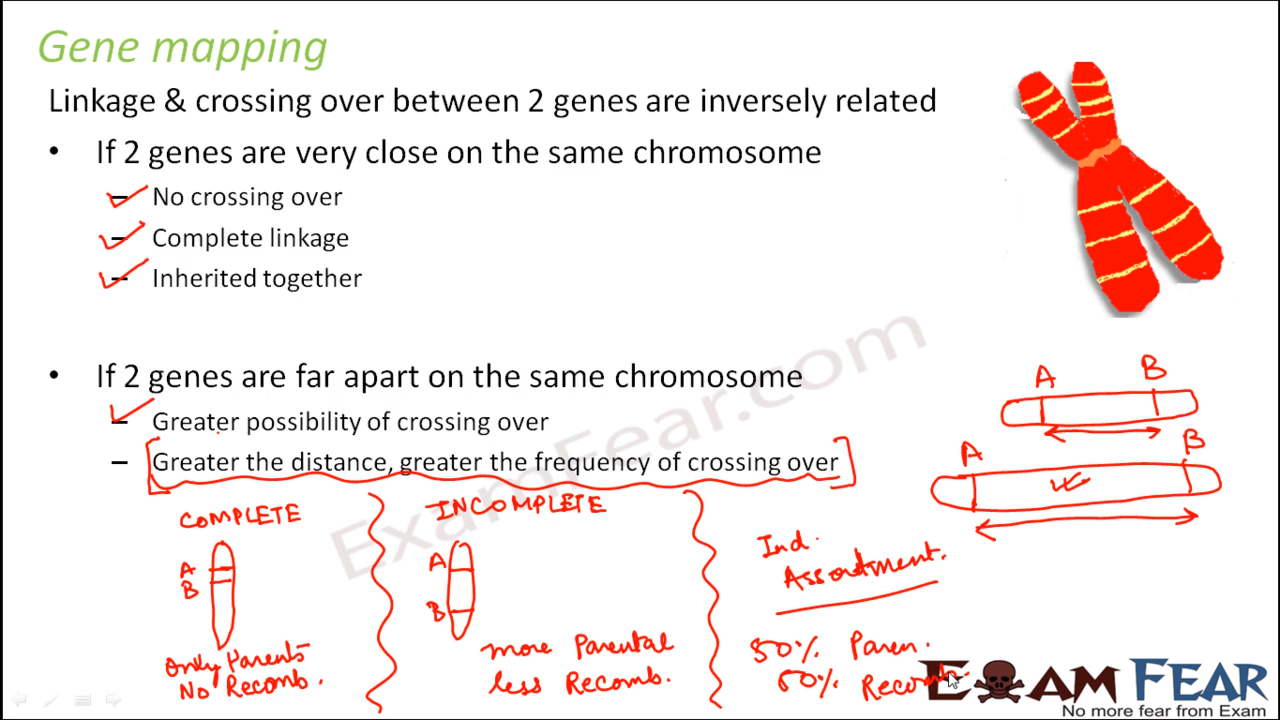 Gene mapping
Linkage & crossing over between 2 genes are inversely related
• If 2 genes are very close on the same chromosome
– No crossing over
– Complete linkage
– Inherited together
• If 2 genes are far apart on the same chromosome
– Greater possibility of crossing over
– Greater the distance, greater the frequency of crossing over
A B
A B
COMPLETE
A
B
Only Parents
No Recomb.
INCOMPLETE
A
B
more Parental
less Recomb.
Ind.
Assortment.
50% Paren.
50% Recomb.
ExamFear.com
EXAM FEAR
No more fear from Exam